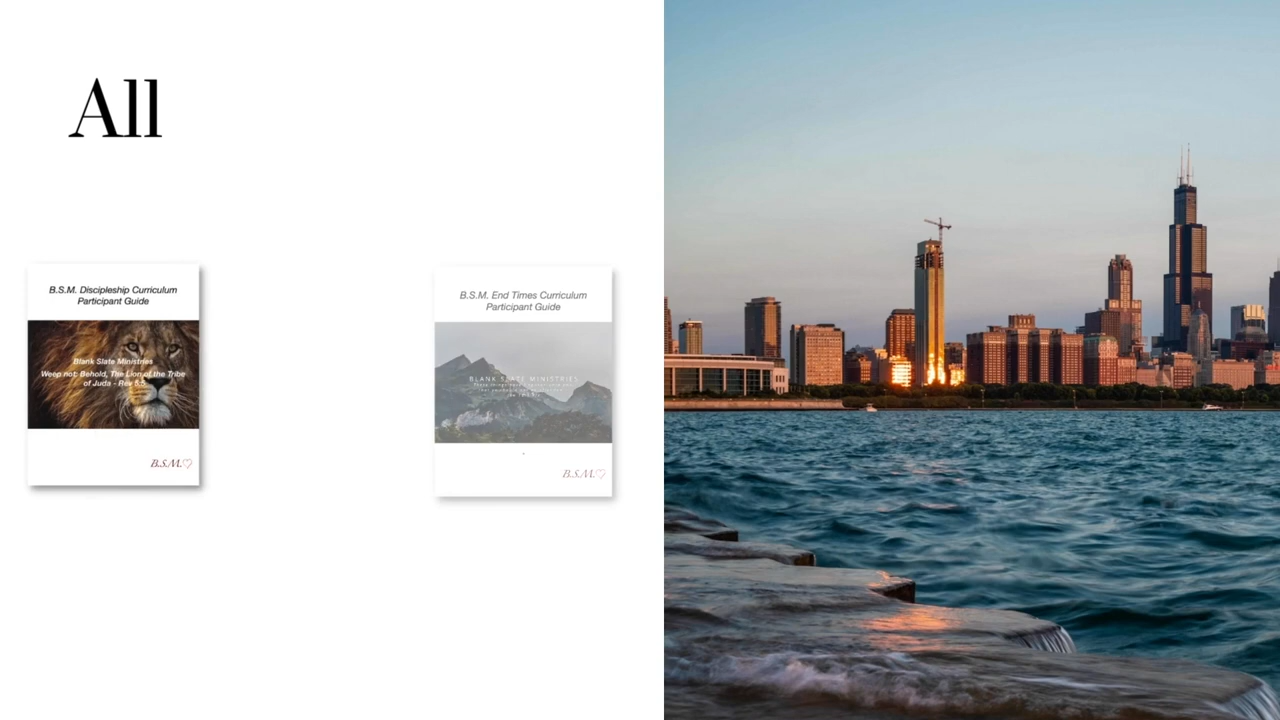 All
B.S.M. Discipleship Curriculum
Participant Guide
Blank Slate Ministries
Weep not: Behold, The Lion of the Tribe
of Juda - Rev 5:5
B.S.M.♡
B.S.M. End Times Curriculum
Participant Guide
BLANK SLATE MINISTRIES
B.S.M.♡